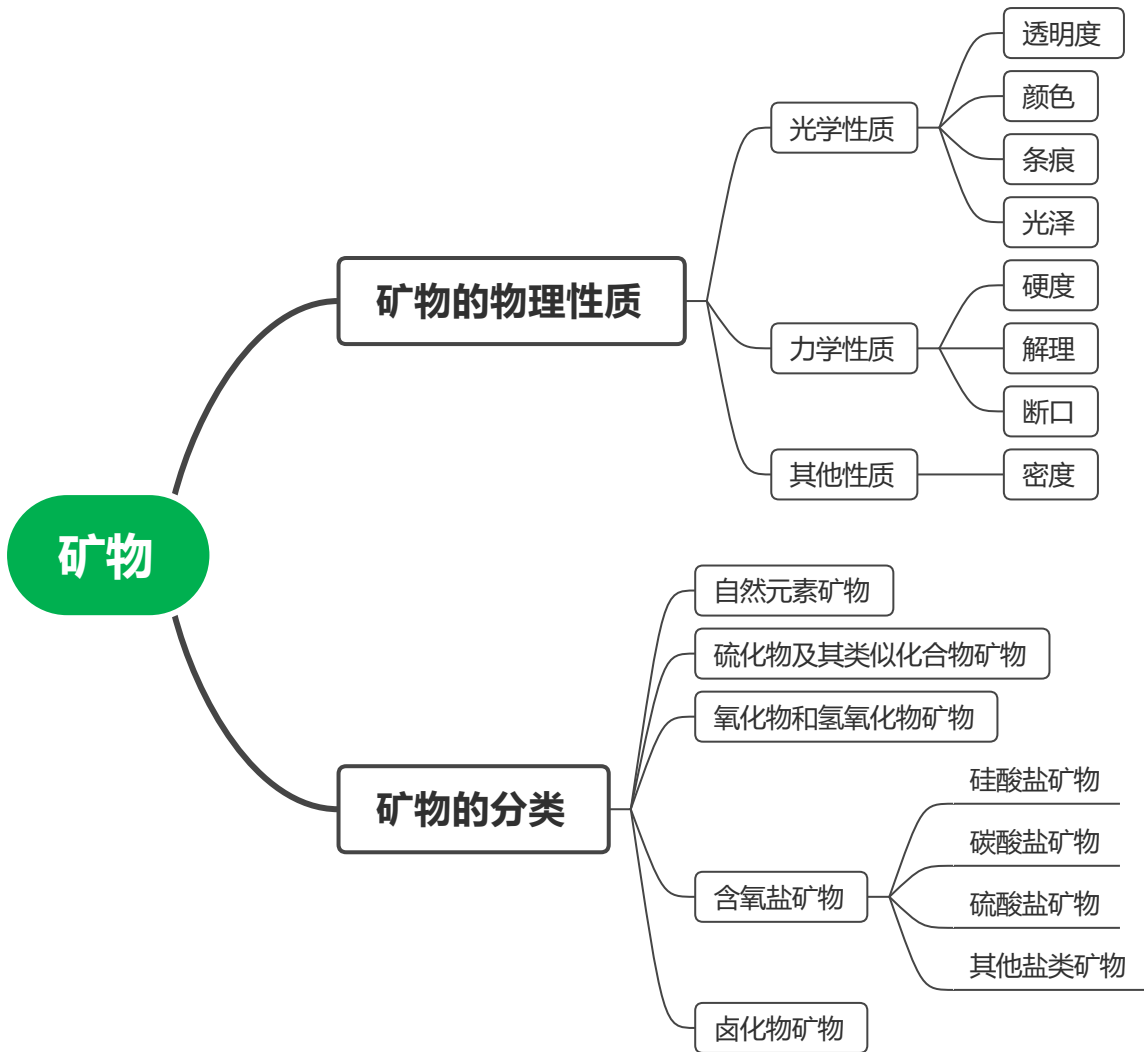 矿物
矿物的物理性质
光学性质
透明度
颜色
条痕
光泽
力学性质
硬度
解理
断口
其他性质
密度
矿物的分类
自然元素矿物
硫化物及其类似化合物矿物
氧化物和氢氧化物矿物
含氧盐矿物
硅酸盐矿物
碳酸盐矿物
硫酸盐矿物
其他盐类矿物
卤化物矿物